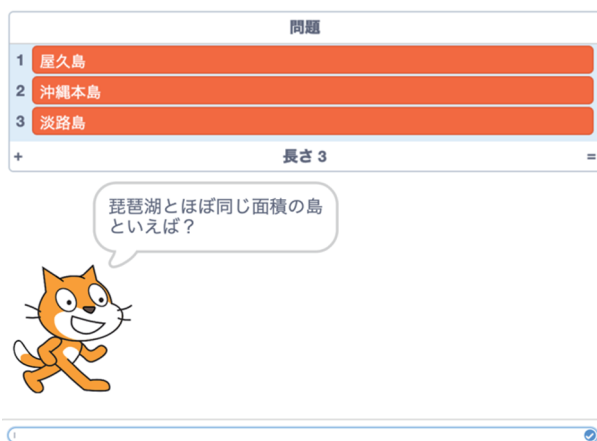 問題
1 屋久島
2 沖縄本島
3 淡路島
+ 長さ 3 =
琵琶湖とほぼ同じ面積の島
といえば？